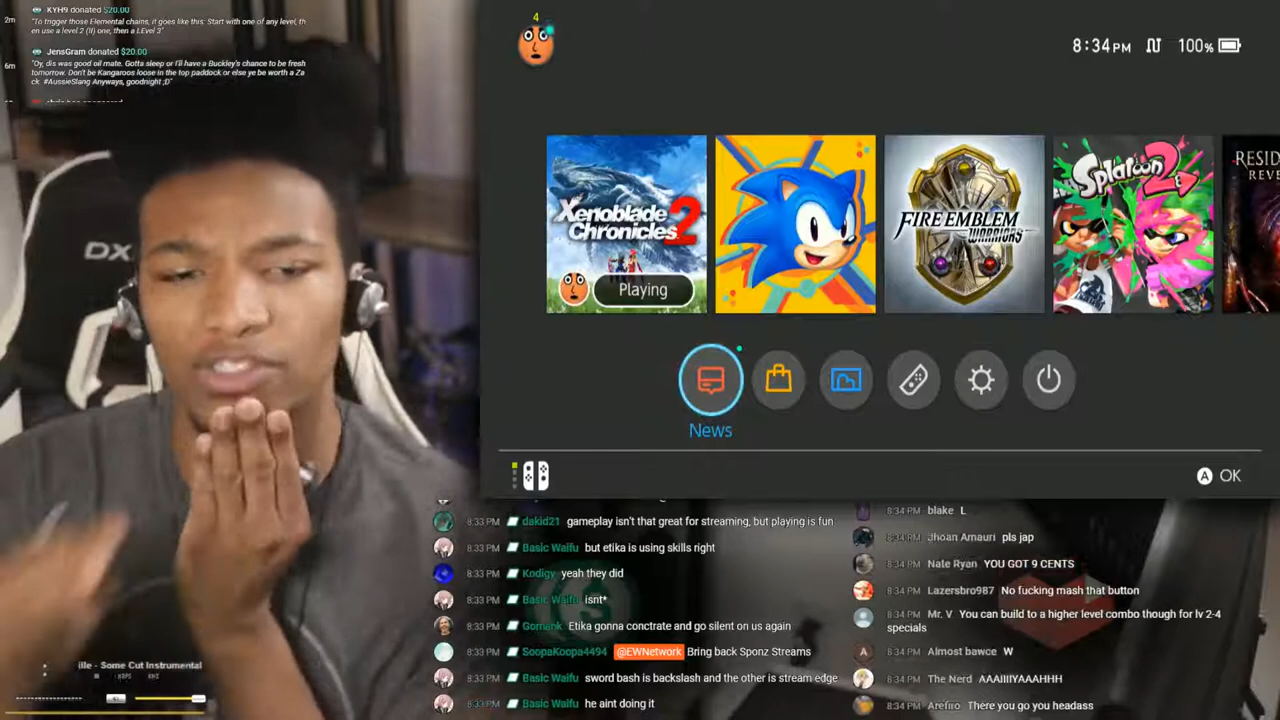 KYH9 donated $20.00
2m
"To trigger those Elemental chains, it goes like this: Start with one of any level, th
en use a level 2 (II) one, then a LEvel 3"
JensGram donated $20.00
6m
"Oy, dis was good oil mate. Gotta sleep or I'll have a Buckley's chance to be fresh
tomorrow. Don't be Kangaroos loose in the top paddock or else ye be worth a Za
ck. #AussieSlang Anyways, goodnight ;D"
DX
4
8:34PM
100%
Xenoblade
Chronicles 2
Playing
FIRE EMBLEM
WARRIORS
Splatoon 2
RESID
REVE
News
A OK
8:33 PM dakid21 gameplay isn't that great for streaming, but playing is fun
8:33 PM Basic Waifu but etika is using skills right
8:33 PM Kodigy yeah they did
8:33 PM Basic Waifu isnt*
8:33 PM Gomank Etika gonna conctrate and go silent on us again
8:33 PM SoopaKoopa4494 @EWNetwork Bring back Sponz Streams
8:33 PM Basic Waifu sword bash is backslash and the other is stream edge
8:33 PM Basic Waifu he aint doing it
8:34 PM blake L
8:34 PM Jhoan Amauri pls jap
8:34 PM Nate Ryan YOU GOT 9 CENTS
8:34 PM Lazersbro987 No fucking mash that button
8:34 PM Mr. V You can build to a higher level combo though for lv 2-4
specials
A 8:34 PM Almost bawce W
8:34 PM The Nerd AAAIIIIYAAAHHH
8:34 PM Arefiro There you go you headass
ille - Some Cut Instrumental